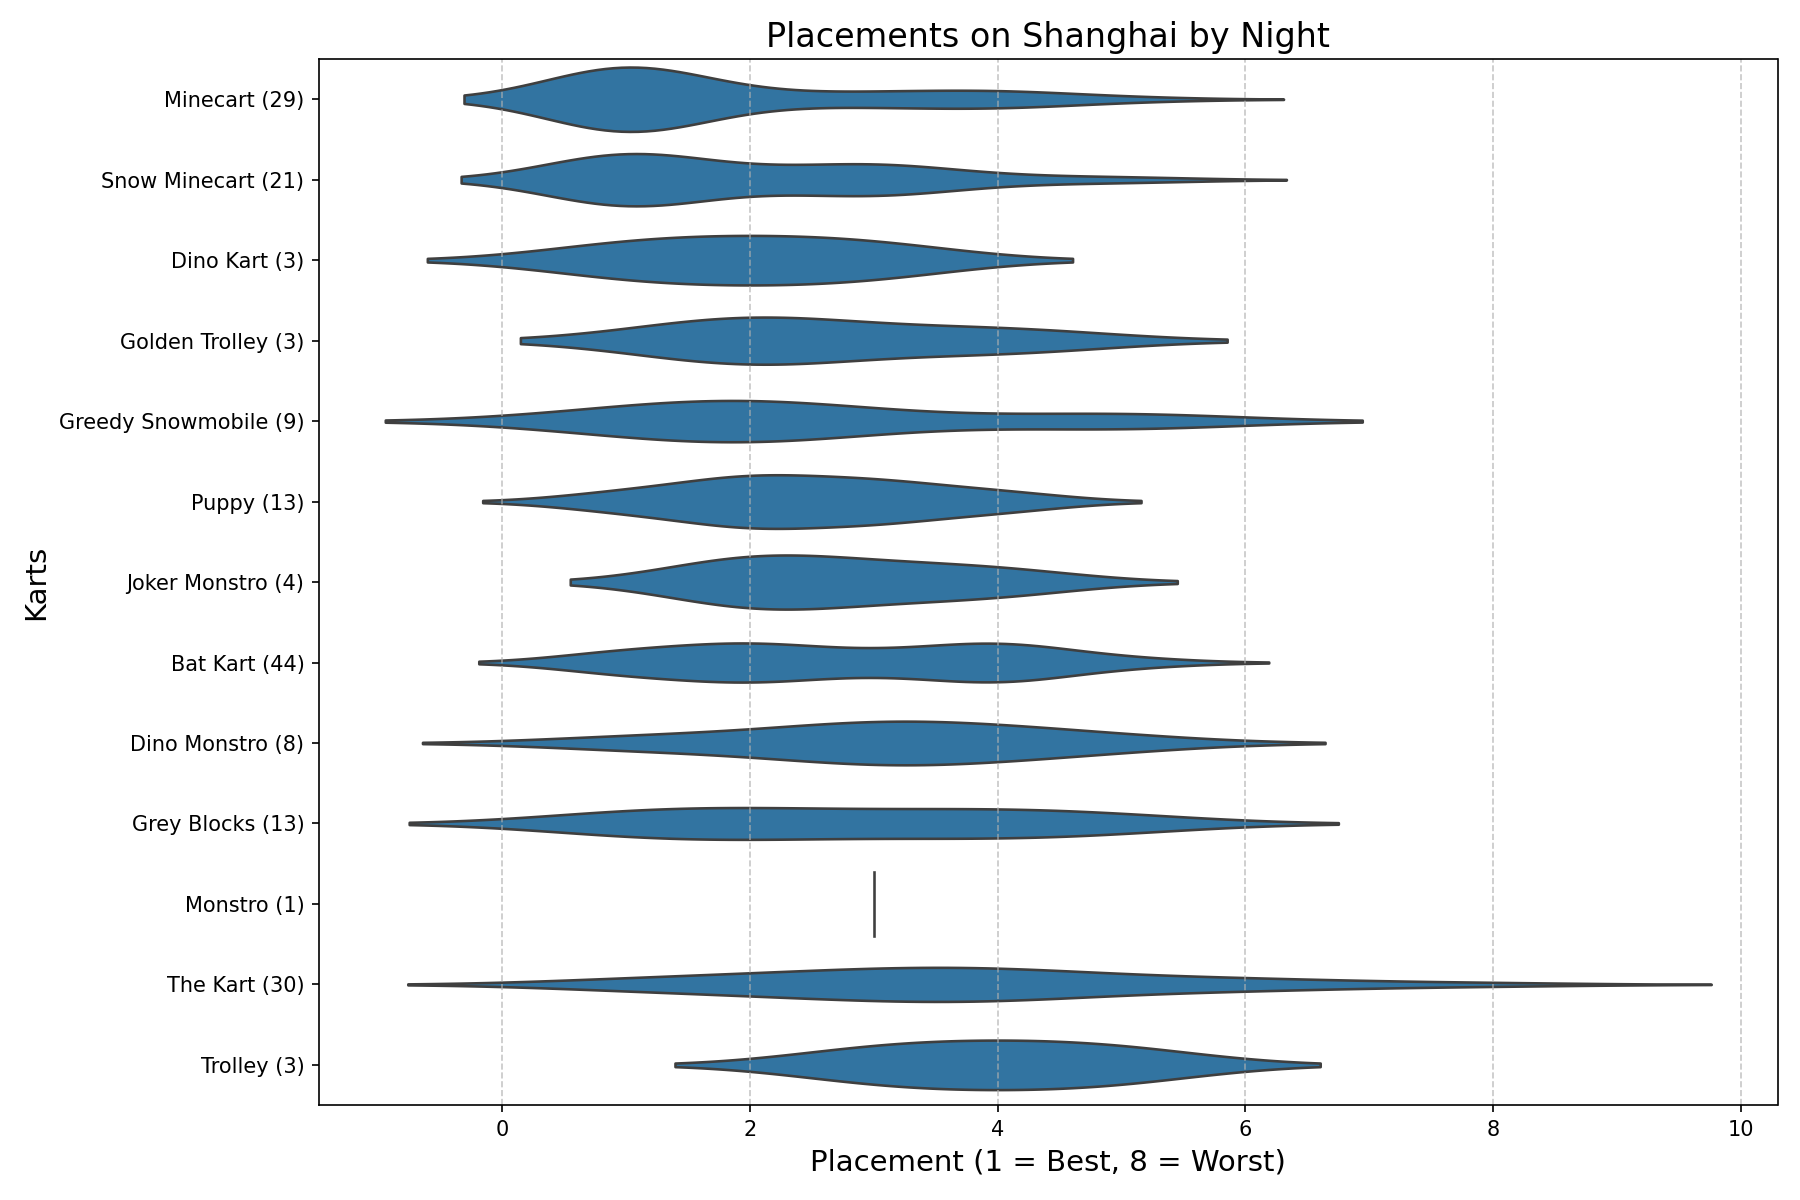 Placements on Shanghai by Night
Minecart (29)
Snow Minecart (21)
Dino Kart (3)
Golden Trolley (3)
Greedy Snowmobile (9)
Puppy (13)
Joker Monstro (4)
Bat Kart (44)
Dino Monstro (8)
Grey Blocks (13)
Monstro (1)
The Kart (30)
Trolley (3)
Karts
0 2 4 6 8 10
Placement (1 = Best, 8 = Worst)